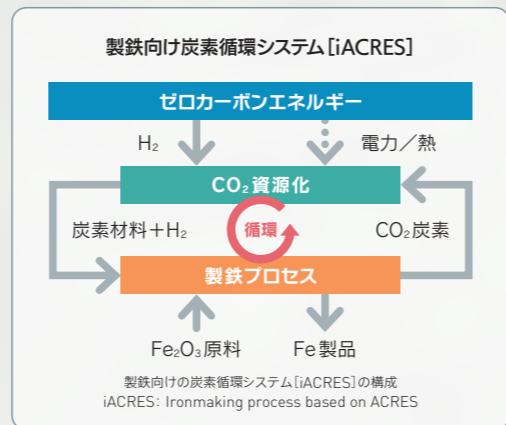 製鉄向け炭素循環システム[iACRES]
ゼロカーボンエネルギー
H₂
電力／熱
CO₂資源化
炭素材料＋H₂
循環
CO₂炭素
製鉄プロセス
Fe₂O₃原料
Fe製品
製鉄向けの炭素循環システム[iACRES]の構成
iACRES: Ironmaking process based on ACRES